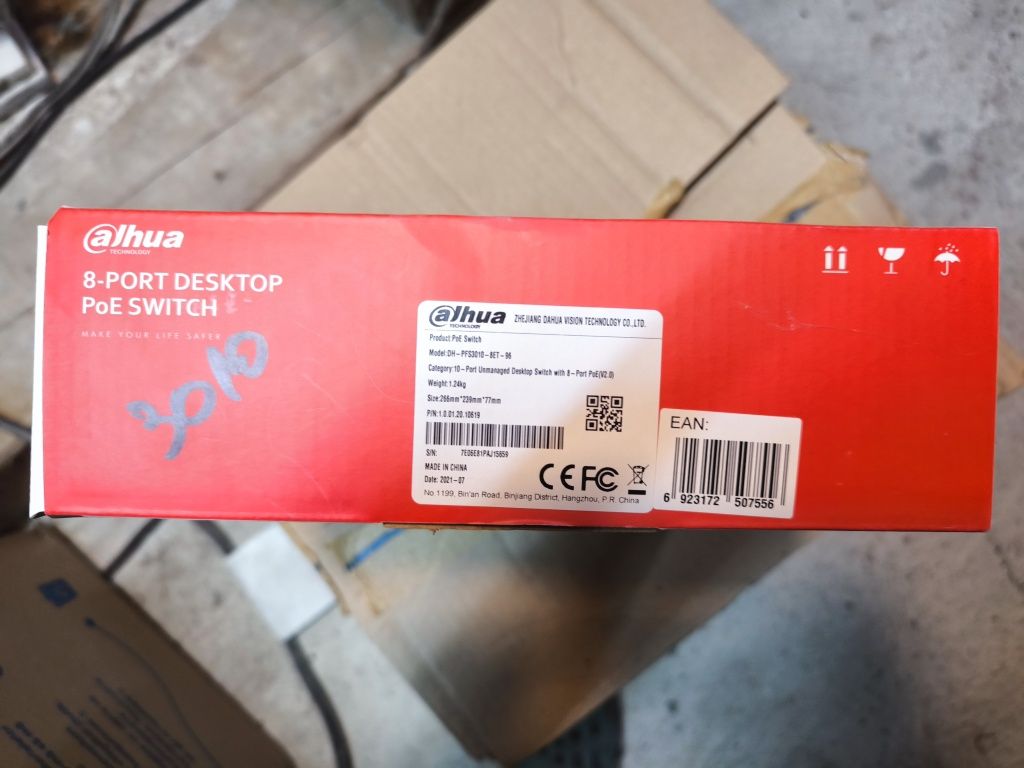 alhua
TECHNOLOGY
8-PORT DESKTOP
PoE SWITCH
MAKE YOUR LIFE SAFER
3010
alhua
TECHNOLOGY
ZHEJIANG DAHUA VISION TECHNOLOGY CO.,LTD.
Product:PoE Switch
Model:DH-PFS3010-8ET-96
Category:10-Port Unmanaged Desktop Switch with 8-Port PoE(V2.0)
Weight:1.24kg
Size:266mm*239mm*77mm
P/N:1.0.01.20.10619
S/N: 7E06E81PAJ15659
MADE IN CHINA
Date: 2021-07
CE FC
No 1199, Bin'an Road, Binjiang District, Hangzhou, P.R. China
EAN:
6 923172 507556